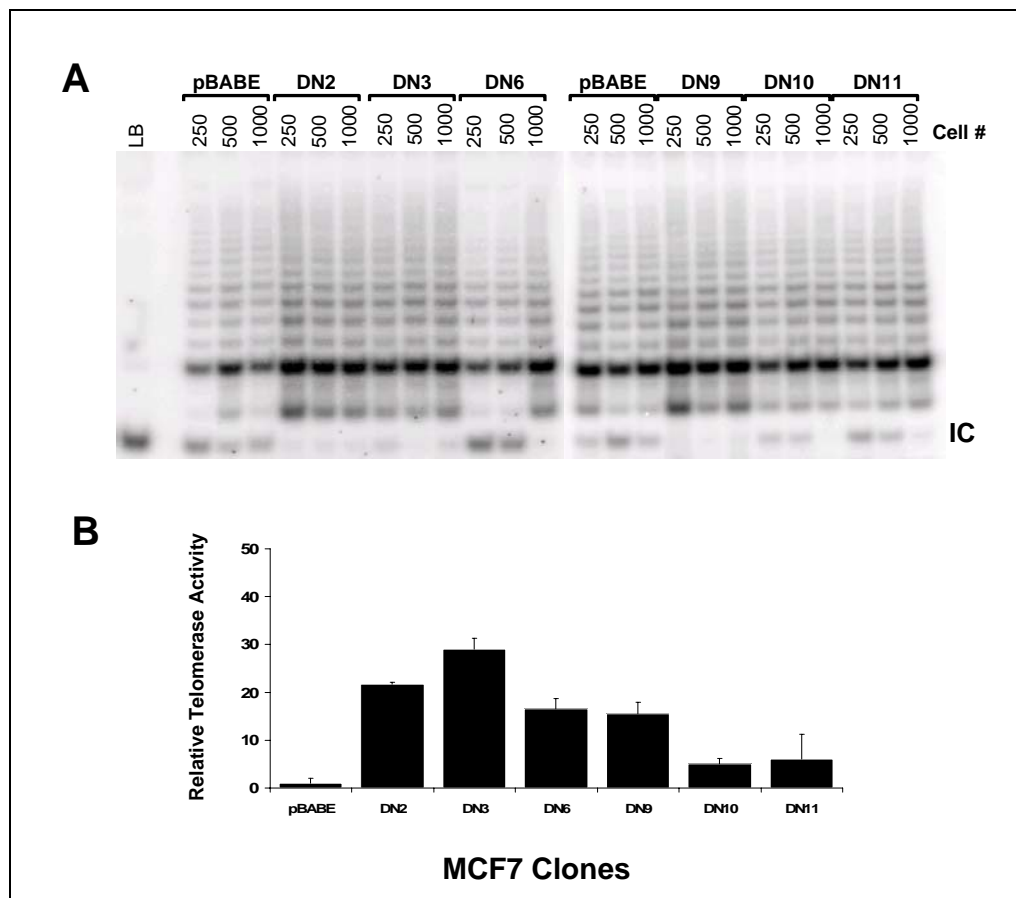 A
pBABE DN2 DN3 DN6 pBABE DN9 DN10 DN11
LB 250 500 1000 250 500 1000 250 500 1000 250 500 1000 250 500 1000 250 500 1000 250 500 1000 250 500 1000 Cell #
IC
B
Relative Telomerase Activity
50
40
30
20
10
0
pBABE DN2 DN3 DN6 DN9 DN10 DN11
MCF7 Clones